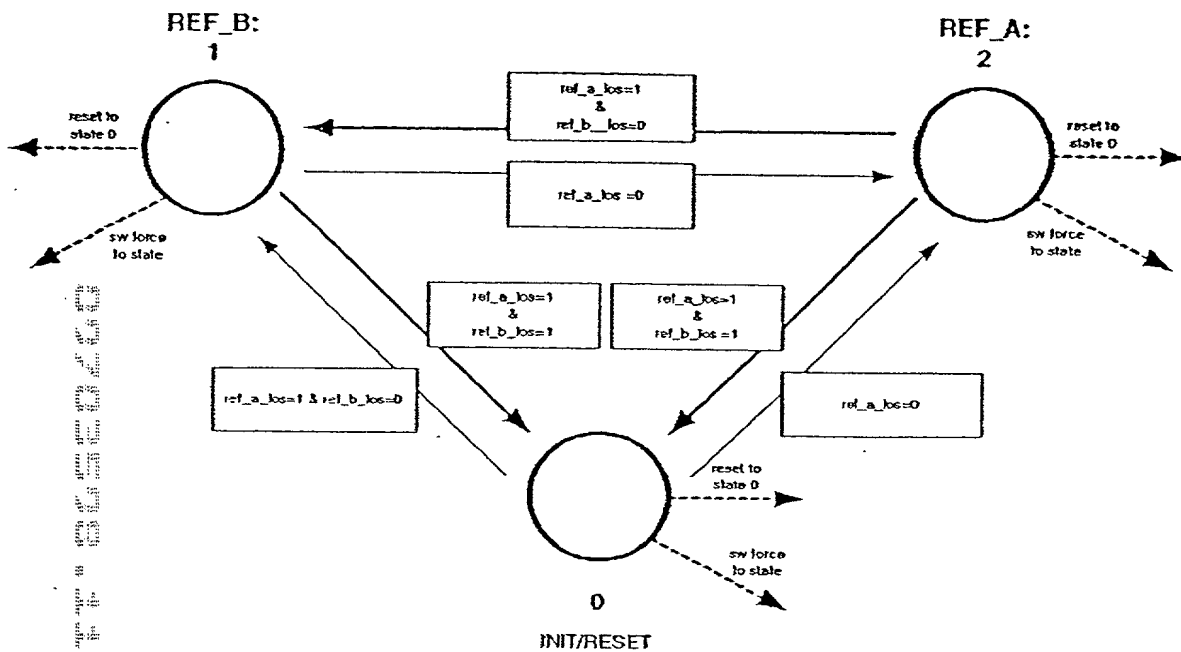 REF_B:
1
REF_A:
2
ref_a_los=1
&
ref_b_los=0
reset to
state 0
reset to
state 0
ref_a_los =0
sw force
to state
sw force
to state
ref_a_los=1
&
ref_b_los=1
ref_a_los=1
&
ref_b_los =1
ref_a_los=1 & ref_b_los=0
ref_a_los=0
reset to
state 0
sw force
to state
0
INIT/RESET